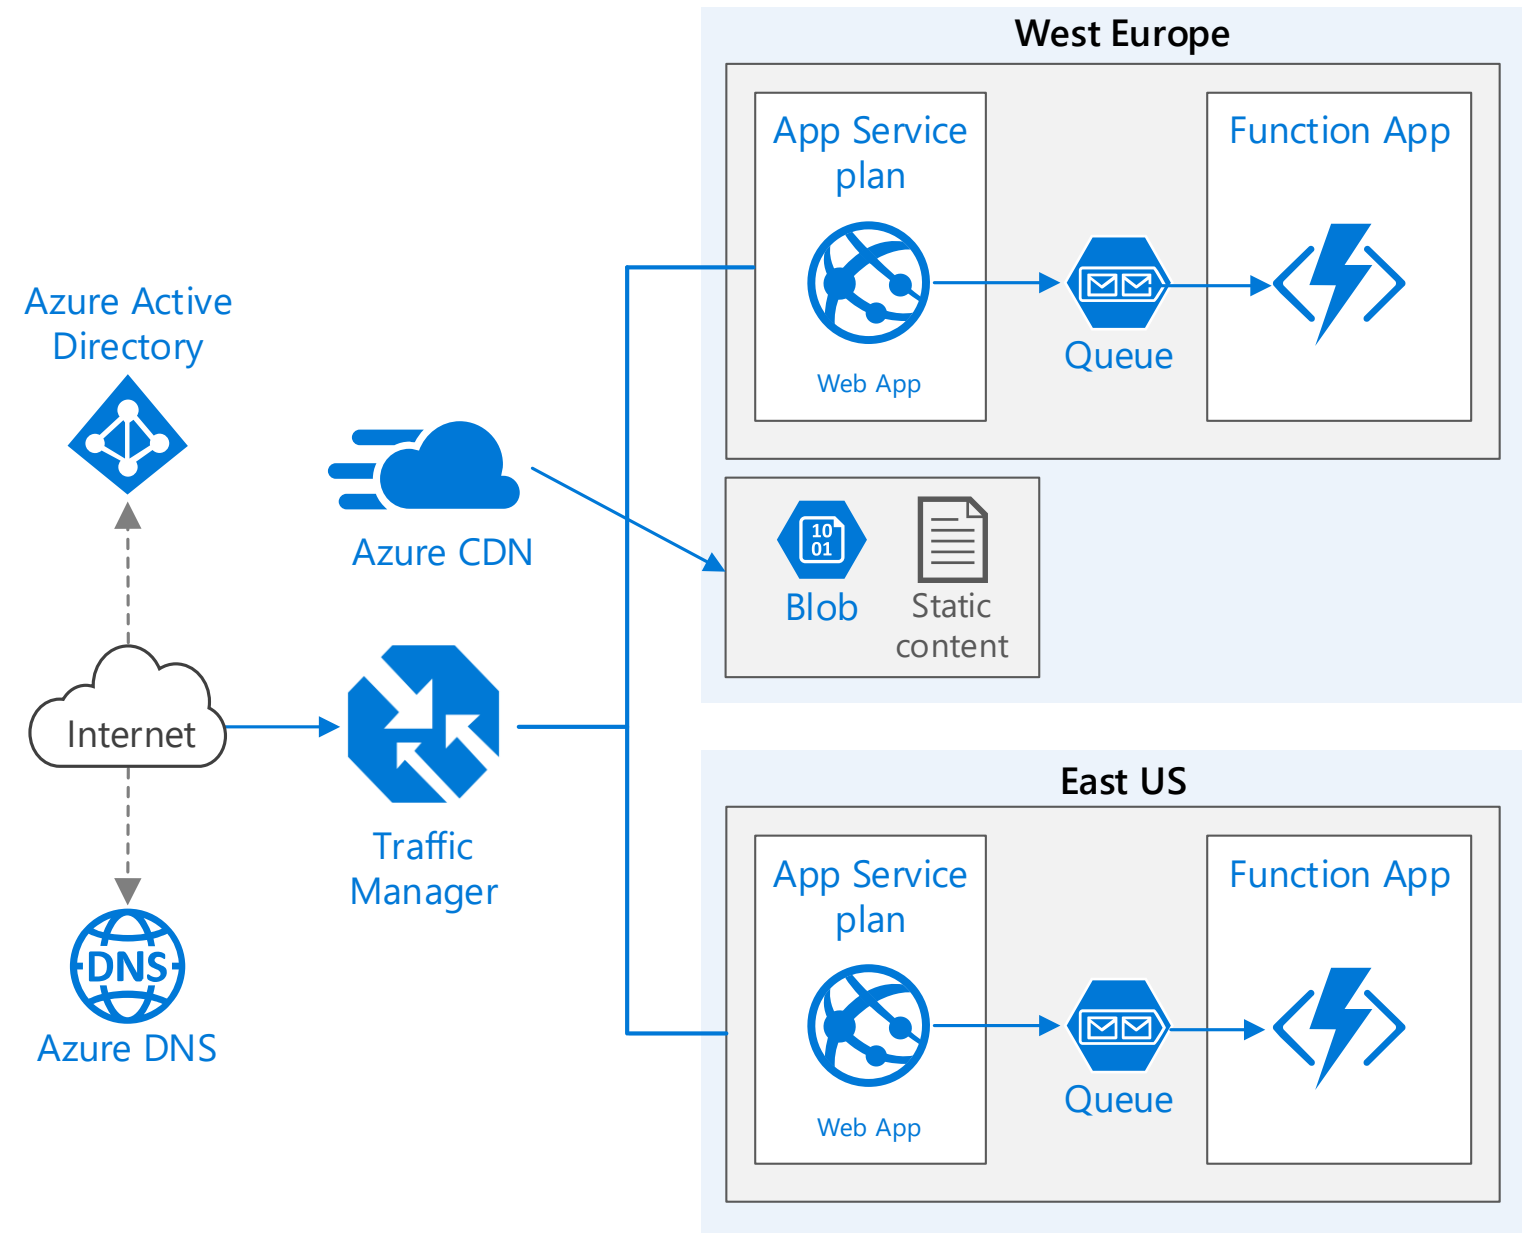 West Europe
App Service
plan
Web App
Queue
Function App
Azure Active
Directory
Azure CDN
10
01
Blob
Static
content
Internet
Traffic
Manager
DNS
Azure DNS
East US
App Service
plan
Web App
Queue
Function App